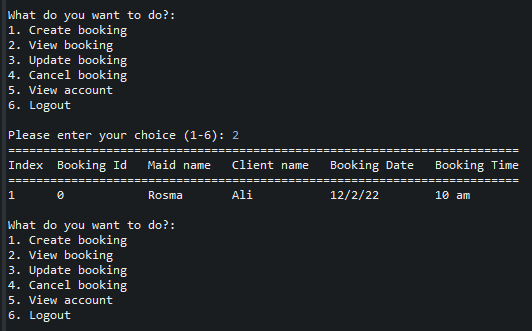 What do you want to do?:
1. Create booking
2. View booking
3. Update booking
4. Cancel booking
5. View account
6. Logout
Please enter your choice (1-6): 2
=========================================================================
Index  Booking Id   Maid name   Client name   Booking Date   Booking Time
=========================================================================
1      0            Rosma       Ali           12/2/22        10 am
What do you want to do?:
1. Create booking
2. View booking
3. Update booking
4. Cancel booking
5. View account
6. Logout